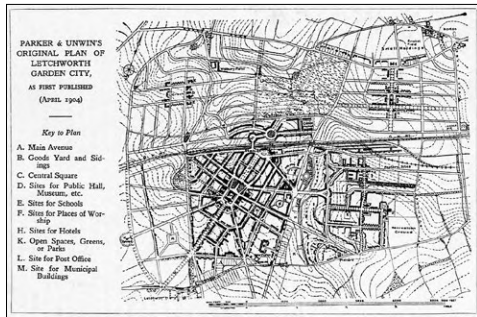 PARKER & UNWIN'S
ORIGINAL PLAN OF
LETCHWORTH
GARDEN CITY,
AS FIRST PUBLISHED
(APRIL 1904)
Key to Plan
A. Main Avenue
B. Goods Yard and Sid-
ings
C. Central Square
D. Sites for Public Hall,
Museum, etc.
E. Sites for Schools
F. Sites for Places of Wor-
ship
H. Sites for Hotels
K. Open Spaces, Greens,
or Parks
L. Site for Post Office
M. Site for Municipal
Buildings
Small Holdings